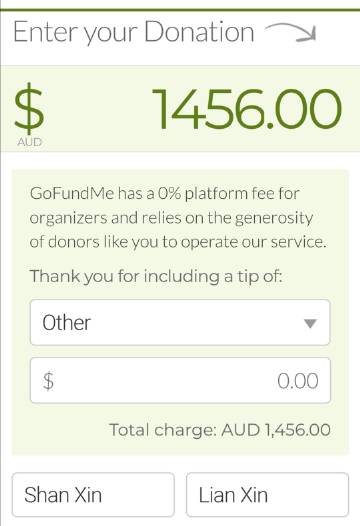 Enter your Donation
$ 1456.00
AUD
GoFundMe has a 0% platform fee for
organizers and relies on the generosity
of donors like you to operate our service.
Thank you for including a tip of:
Other
$ 0.00
Total charge: AUD 1,456.00
Shan Xin Lian Xin